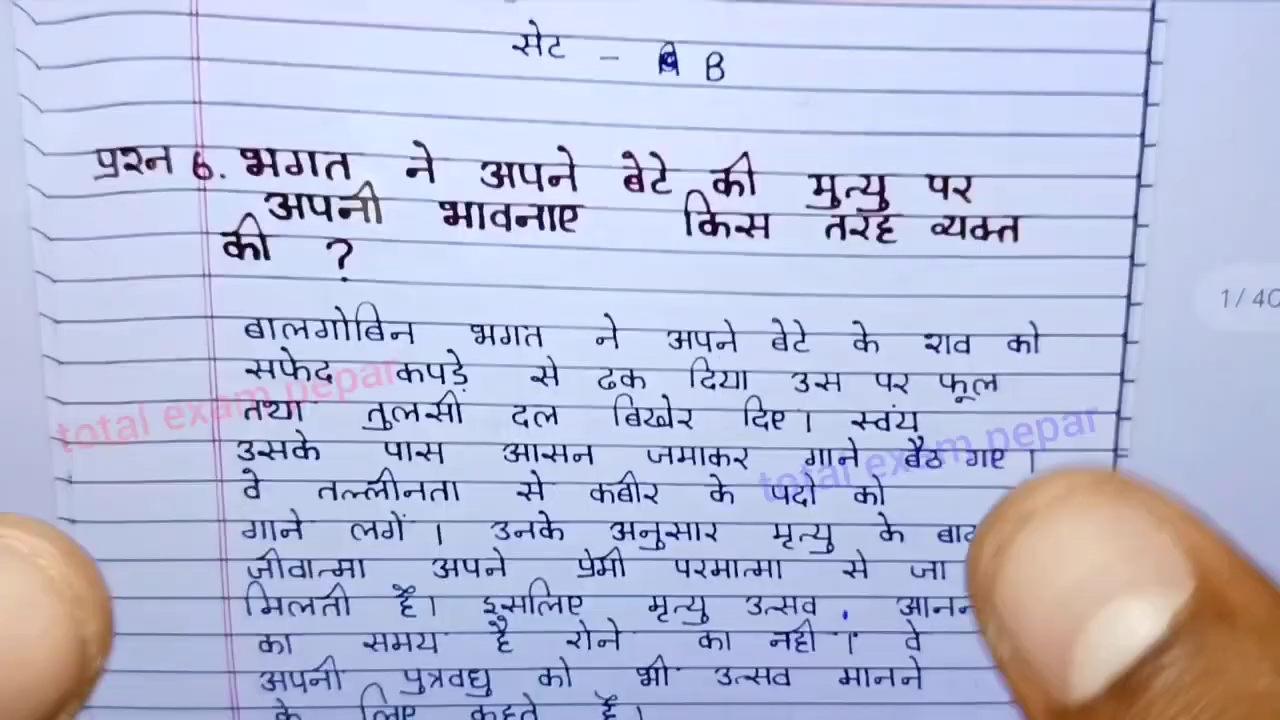 सेट - B
प्रश्न 6. भगत ने अपने बेटे की मुत्यु पर
अपनी भावनाए किस तरह व्यक्त
की ?
बालगोबिन भगत ने अपने बेटे के शव को
सफेद कपड़े से ढक दिया उस पर फूल
तथा तुलसी दल बिखेर दिए। स्वंय
उसके पास आसन जमाकर गाने बैठ गए।
वे तल्लीनता से कबीर के पदो को
गाने लगें। उनके अनुसार मृत्यु के
जीवात्मा अपने प्रेमी परमात्मा से जा
मिलती है। इसलिए मृत्यु उत्सव ,
का समय है रोने का नही । वे
अपनी पुत्रवधु को भी उत्सव मानने
के लिए कहते है।
total exam pepar
total exam pepar
1/40